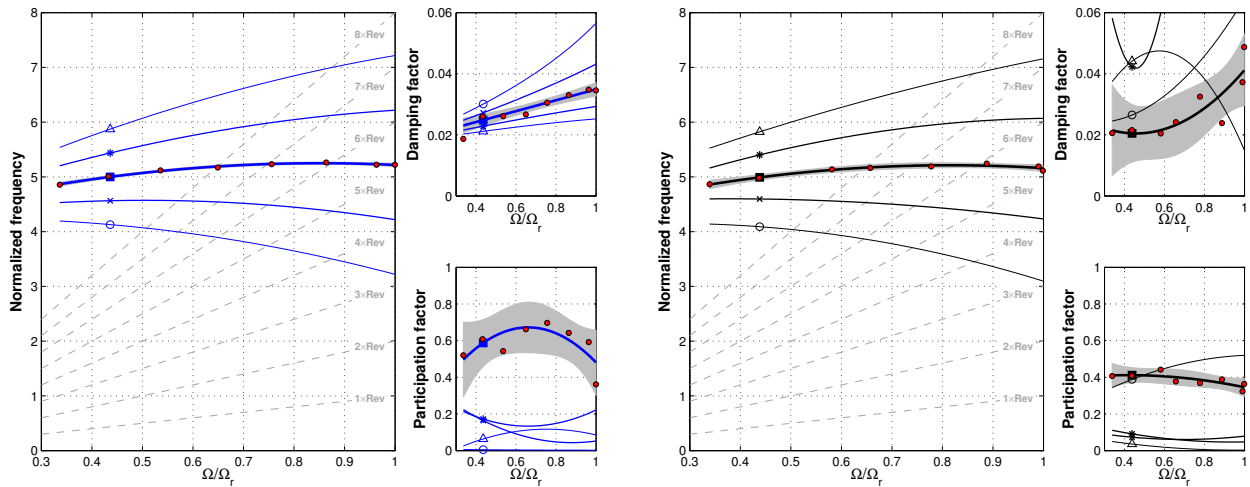 Normalized frequency
8
7
6
5
4
3
2
1
0
0.3
0.4
0.5
0.6
0.7
0.8
0.9
1
Ω/Ωr
8×Rev
7×Rev
6×Rev
5×Rev
4×Rev
3×Rev
2×Rev
1×Rev
Damping factor
0.06
0.04
0.02
0
0.4
0.6
0.8
1
Ω/Ωr
Participation factor
1
0.8
0.6
0.4
0.2
0
0.4
0.6
0.8
1
Ω/Ωr
Normalized frequency
8
7
6
5
4
3
2
1
0
0.3
0.4
0.5
0.6
0.7
0.8
0.9
1
Ω/Ωr
8×Rev
7×Rev
6×Rev
5×Rev
4×Rev
3×Rev
2×Rev
1×Rev
Damping factor
0.06
0.04
0.02
0
0.4
0.6
0.8
1
Ω/Ωr
Participation factor
1
0.8
0.6
0.4
0.2
0
0.4
0.6
0.8
1
Ω/Ωr